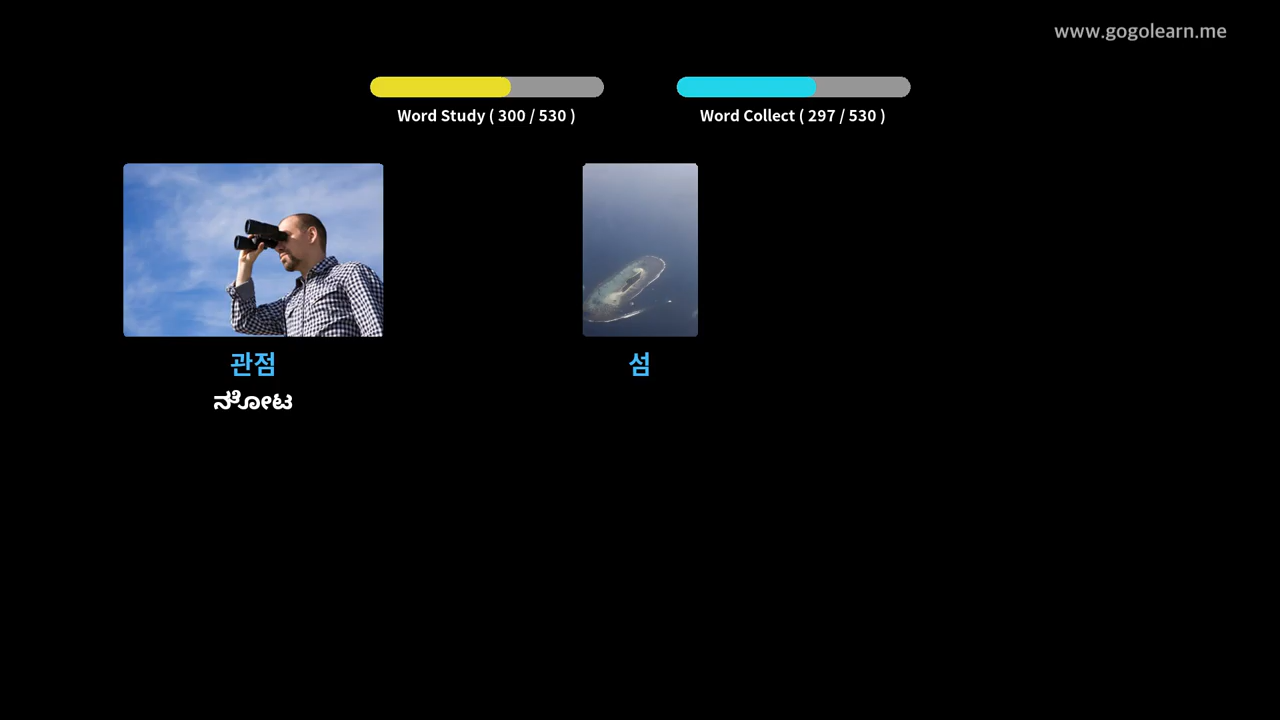 www.gogolearn.me
Word Study ( 300 / 530 )
Word Collect ( 297 / 530 )
관점
섬
ನೋಟ